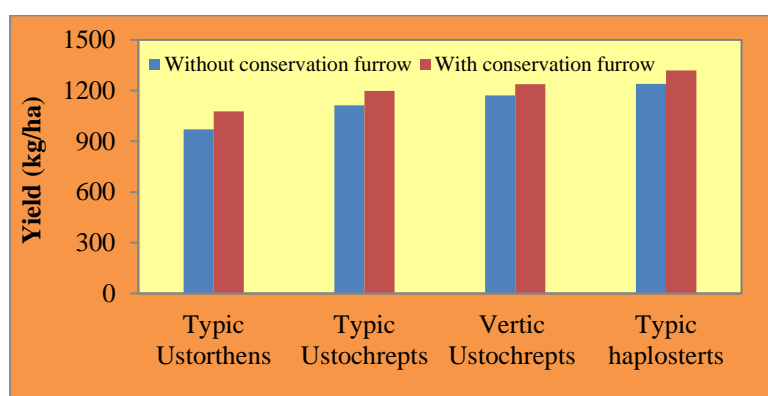 Yield (kg/ha)
1500
1200
900
600
300
0
Without conservation furrow With conservation furrow
Typic
Ustorthens
Typic
Ustochrepts
Vertic
Ustochrepts
Typic
haplosterts